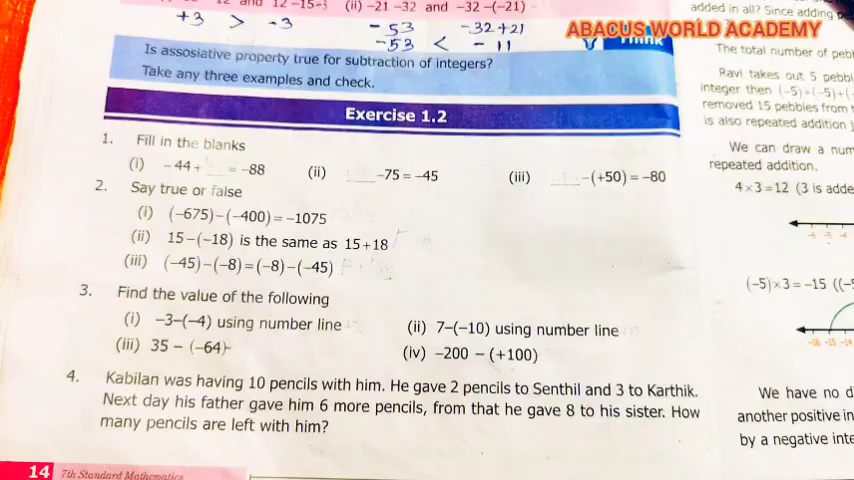 12 and 12 -15 (ii) -21 -32 and -32 -(-21)
+3 > -3
-53 -32+21
-53 < -11
ABACUS WORLD ACADEMY
Think
Is assosiative property true for subtraction of integers?
Take any three examples and check.
Exercise 1.2
1. Fill in the blanks
(i) -44+ ___ = -88 (ii) ___ -75 = -45 (iii) ___ -(+50) = -80
2. Say true or false
(i) (-675)-(-400) = -1075
(ii) 15-(-18) is the same as 15+18
(iii) (-45)-(-8) = (-8)-(-45)
3. Find the value of the following
(i) -3-(-4) using number line (ii) 7-(-10) using number line
(iii) 35 - (-64) (iv) -200 - (+100)
4. Kabilan was having 10 pencils with him. He gave 2 pencils to Senthil and 3 to Karthik.
Next day his father gave him 6 more pencils, from that he gave 8 to his sister. How
many pencils are left with him?
14 7th Standard Mathematics
added in all? Since adding
The total number of
Ravi takes out 5
integer then (-5)+(-5)+(-
removed 15 pebbles from
is also repeated addition
We can draw a
repeated addition.
4×3=12 (3 is
(-5)×3=-15 ((-5
-16 -15 -14
We have no
another positive
by a negative